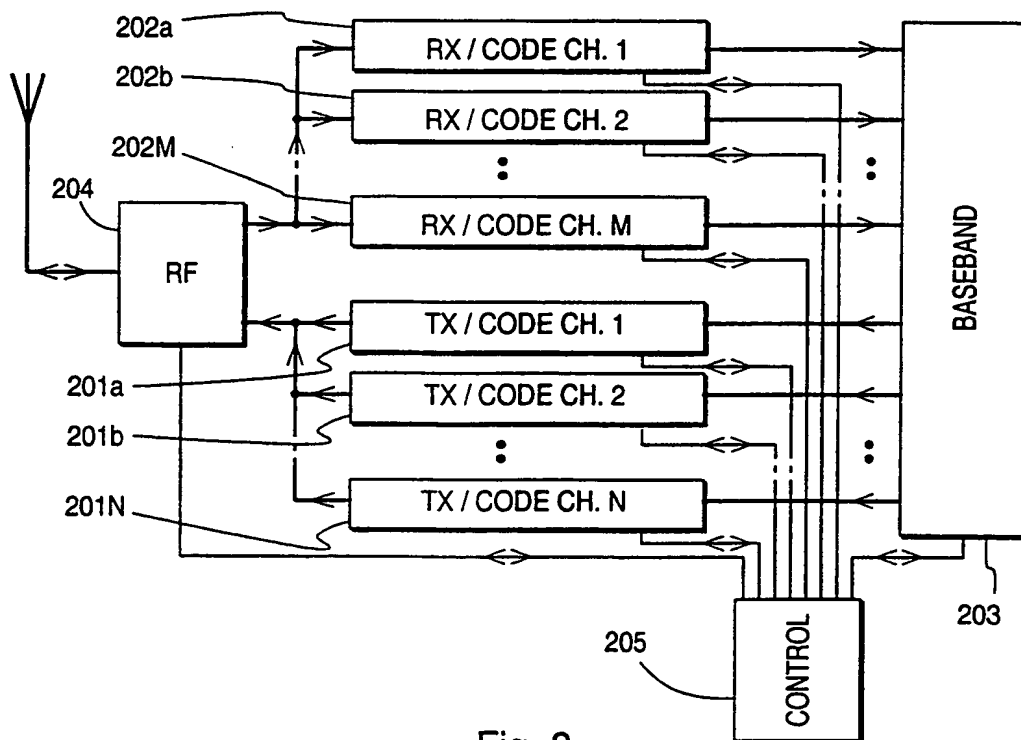 202a
RX / CODE CH. 1
202b
RX / CODE CH. 2
202M
RX / CODE CH. M
204
RF
BASEBAND
TX / CODE CH. 1
201a
TX / CODE CH. 2
201b
TX / CODE CH. N
201N
203
205
CONTROL